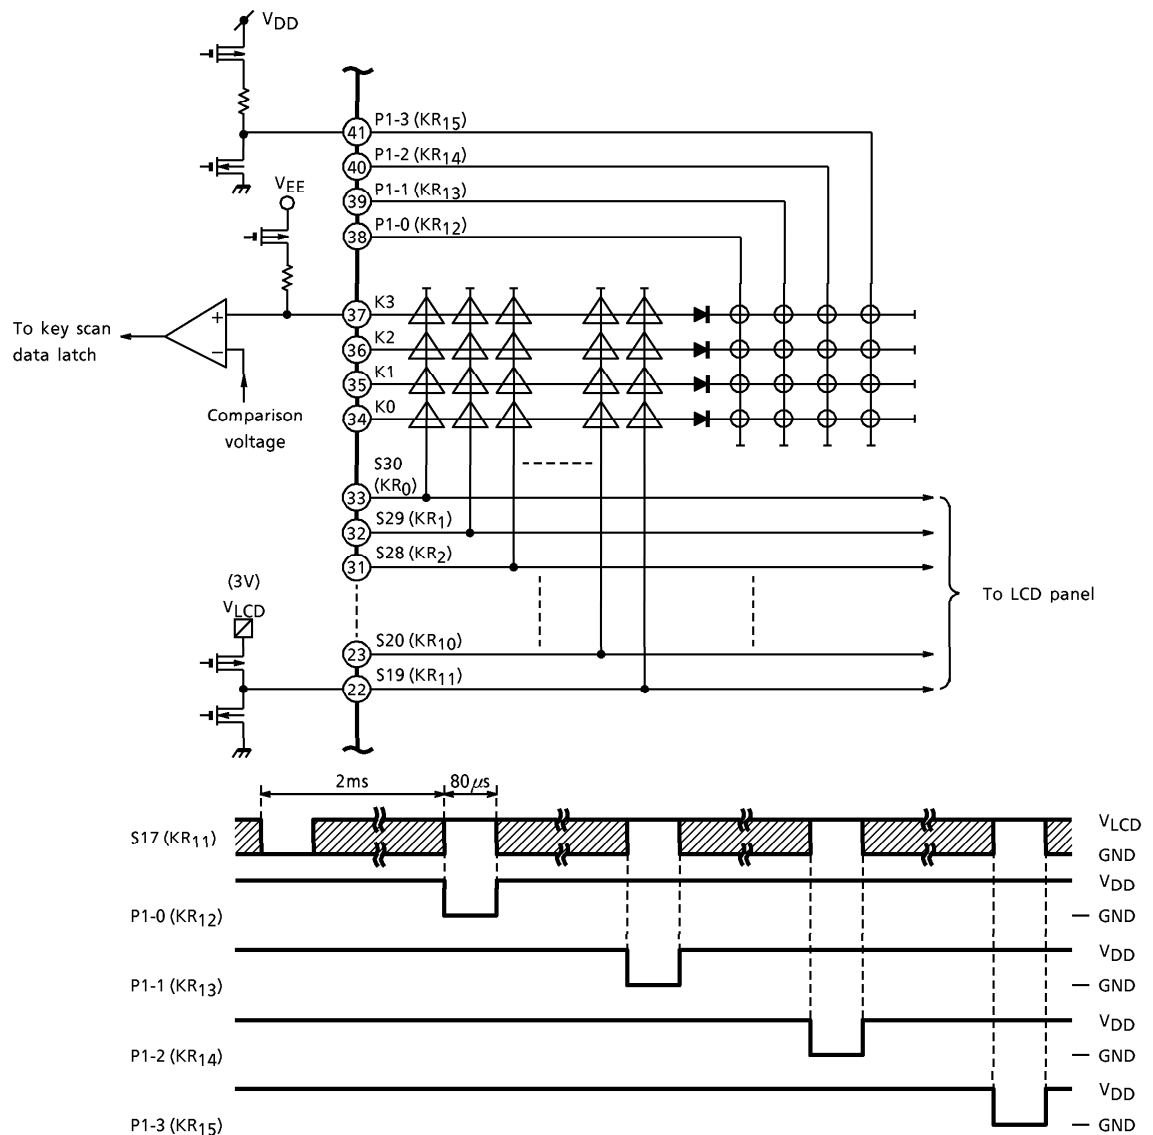 VDD
P1-3 (KR15)
41
P1-2 (KR14)
40
VEE
P1-1 (KR13)
39
P1-0 (KR12)
38
K3
37
+
To key scan
data latch
K2
36
−
K1
35
K0
34
Comparison
voltage
S30
(KR0)
33
S29 (KR1)
32
S28 (KR2)
31
(3V)
VLCD
To LCD panel
S20 (KR10)
23
S19 (KR11)
22
2ms
80μs
S17 (KR11)
VLCD
GND
VDD
P1-0 (KR12)
GND
VDD
P1-1 (KR13)
GND
VDD
P1-2 (KR14)
GND
VDD
P1-3 (KR15)
GND